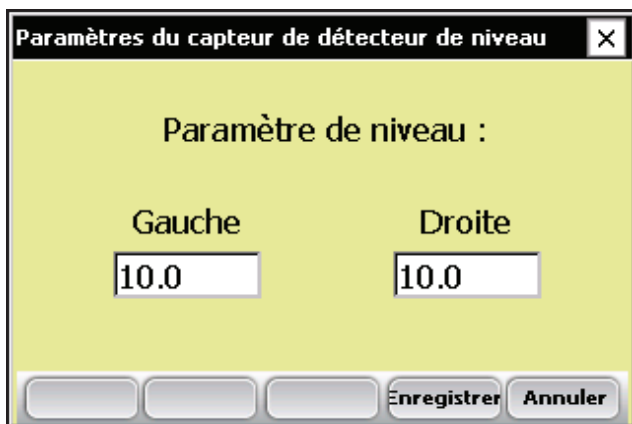 Paramètres du capteur de détecteur de niveau
Paramètre de niveau :
Gauche Droite
10.0 10.0
Enregistrer Annuler